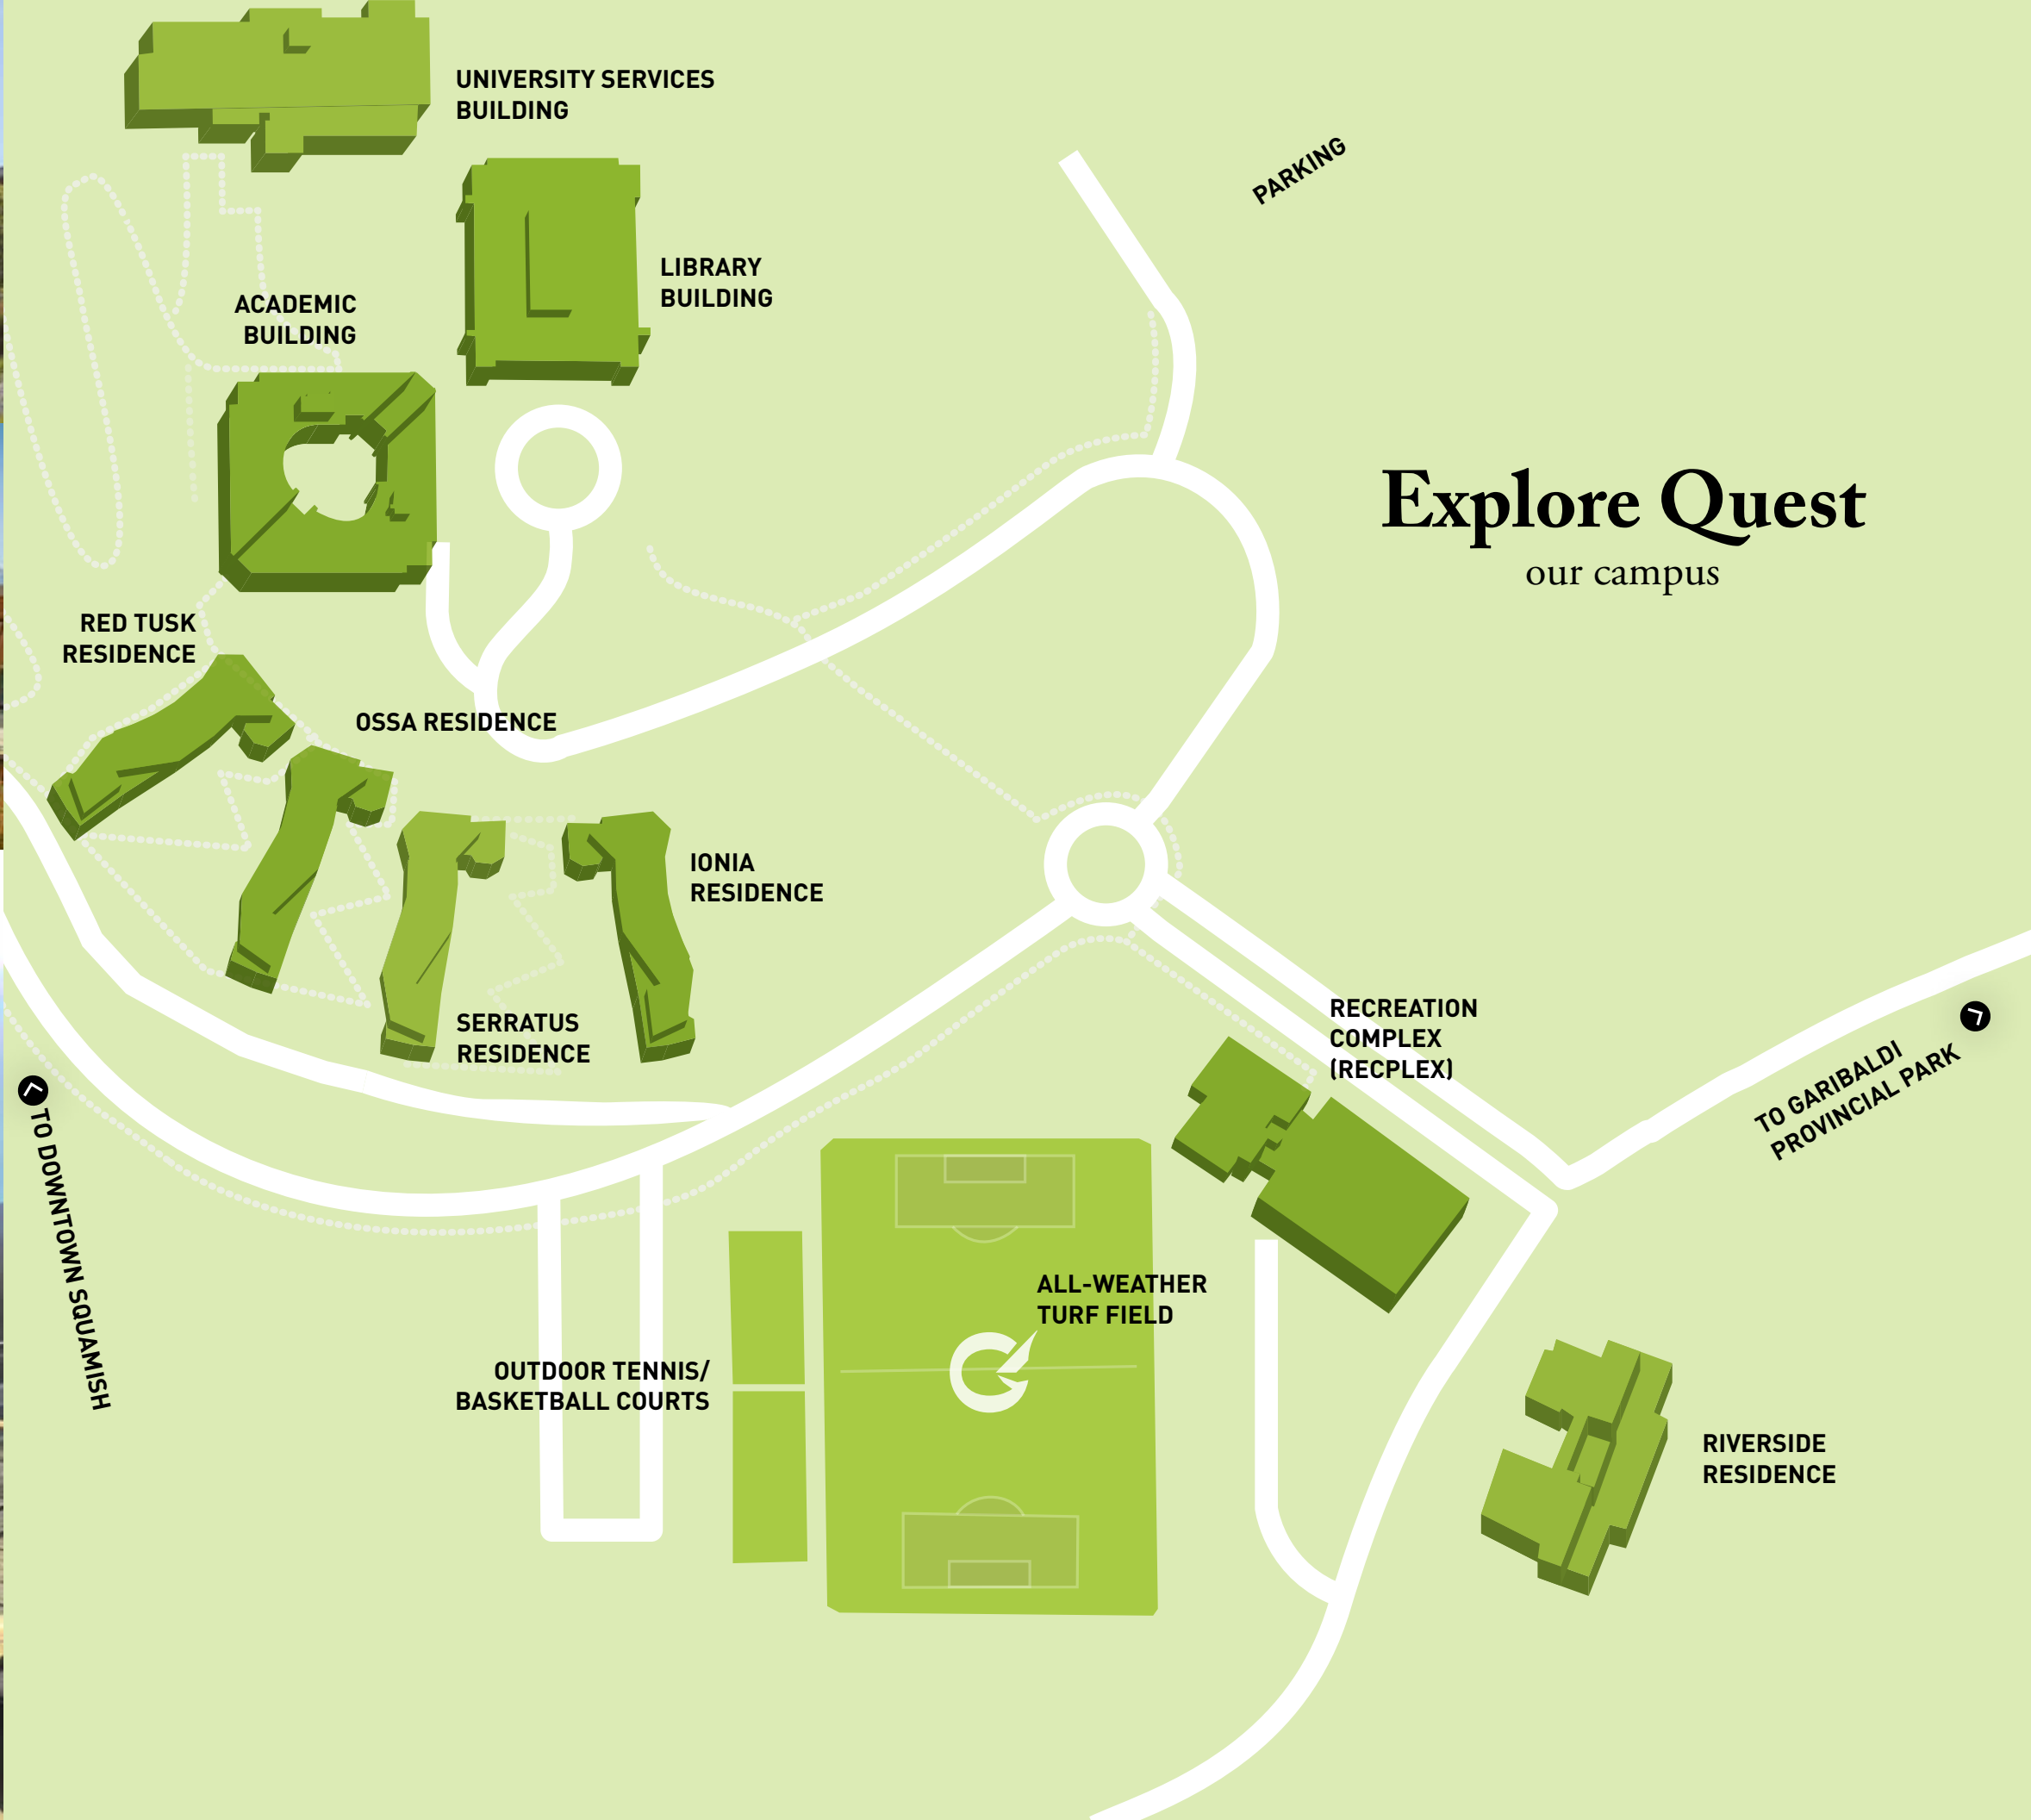 UNIVERSITY SERVICES
BUILDING
PARKING
LIBRARY
BUILDING
ACADEMIC
BUILDING
Explore Quest
our campus
RED TUSK
RESIDENCE
OSSA RESIDENCE
IONIA
RESIDENCE
SERRATUS
RESIDENCE
RECREATION
COMPLEX
(RECPLEX)
TO GARIBALDI
PROVINCIAL PARK
TO DOWNTOWN SQUAMISH
ALL-WEATHER
TURF FIELD
OUTDOOR TENNIS/
BASKETBALL COURTS
RIVERSIDE
RESIDENCE